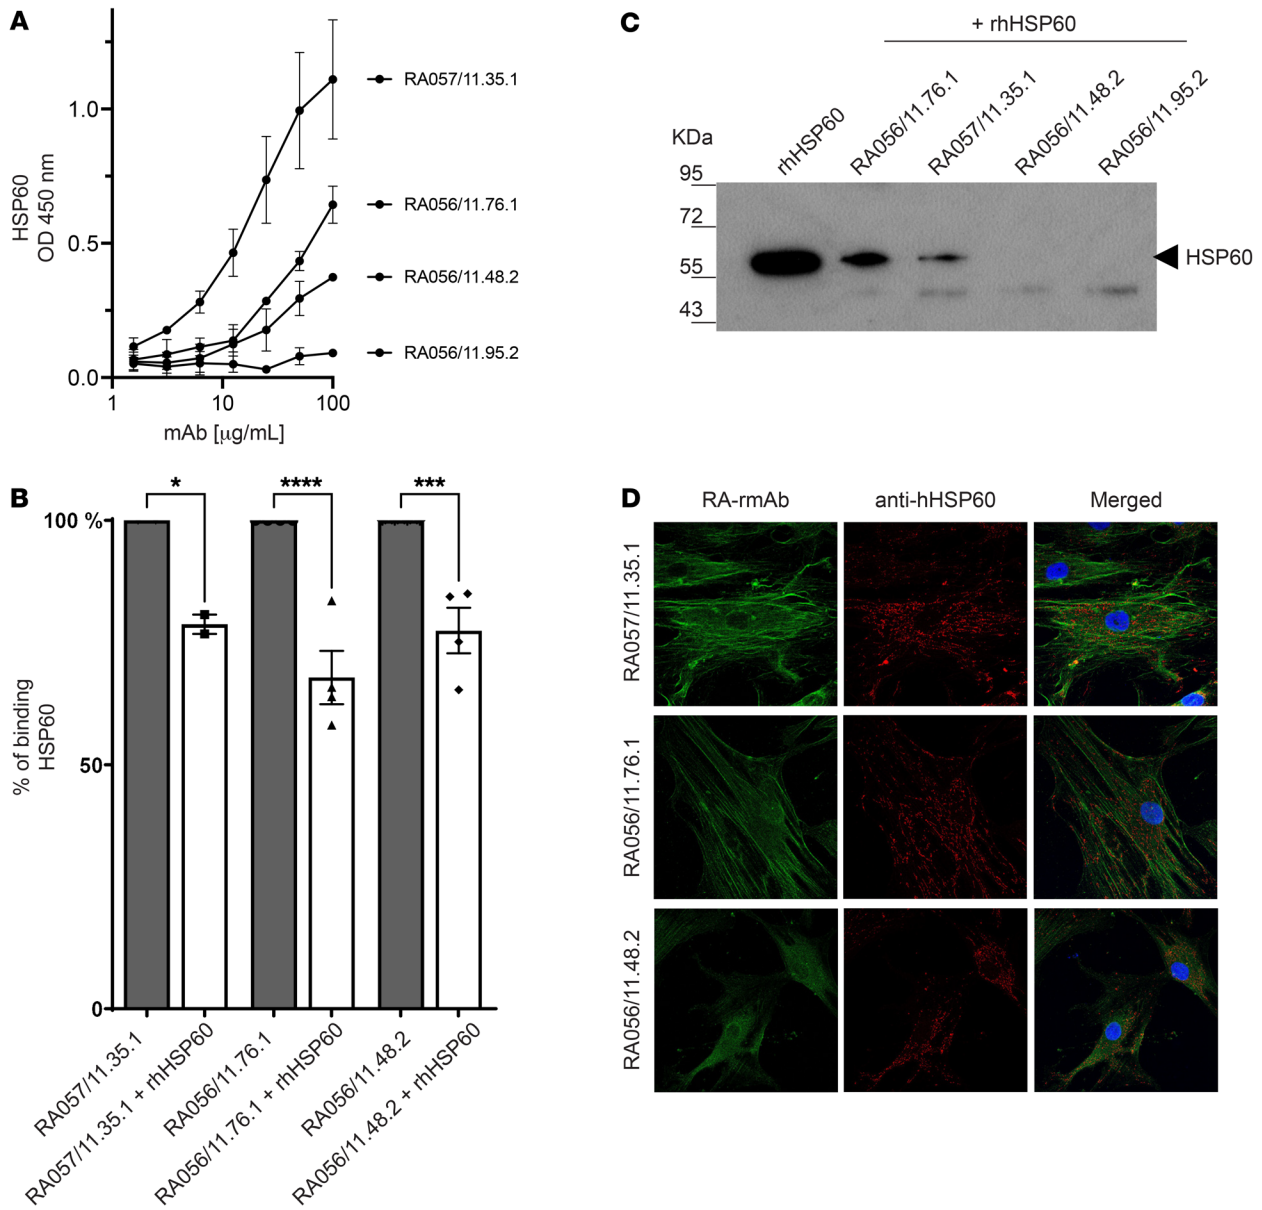 A
HSP60
OD 450 nm
1.0
0.5
0.0
1
10
100
mAb [μg/mL]
RA057/11.35.1
RA056/11.76.1
RA056/11.48.2
RA056/11.95.2
B
% of binding
HSP60
100 %
50
0
*
****
***
RA057/11.35.1
RA057/11.35.1 + rhHSP60
RA056/11.76.1
RA056/11.76.1 + rhHSP60
RA056/11.48.2
RA056/11.48.2 + rhHSP60
C
+ rhHSP60
KDa
rhHSP60
RA056/11.76.1
RA057/11.35.1
RA056/11.48.2
RA056/11.95.2
95
72
55
43
HSP60
D
RA-rmAb
anti-hHSP60
Merged
RA057/11.35.1
RA056/11.76.1
RA056/11.48.2